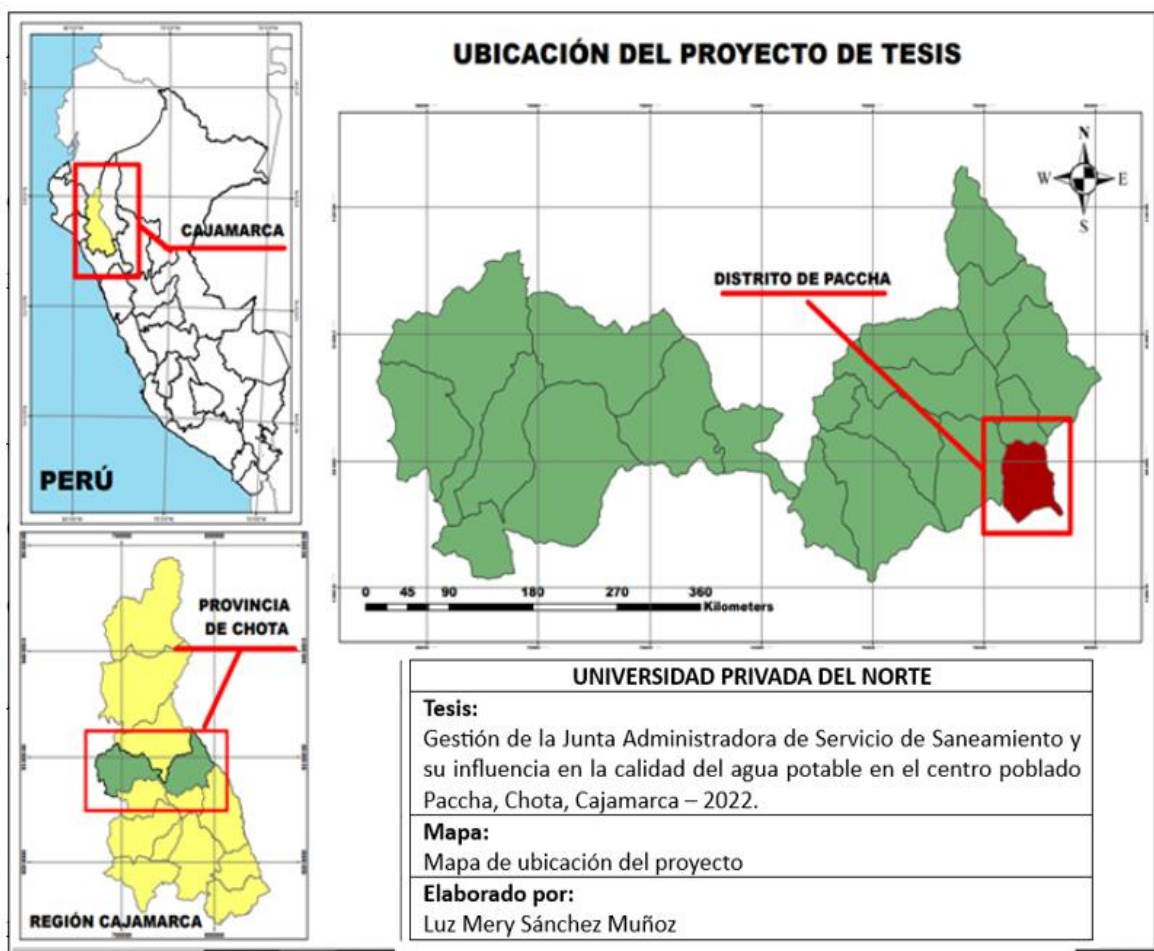 UBICACIÓN DEL PROYECTO DE TESIS
CAJAMARCA
PERÚ
N
W
E
S
DISTRITO DE PACCHA
0 45 90 180 270 360
Kilometers
PROVINCIA
DE CHOTA
REGIÓN CAJAMARCA
UNIVERSIDAD PRIVADA DEL NORTE
Tesis:
Gestión de la Junta Administradora de Servicio de Saneamiento y
su influencia en la calidad del agua potable en el centro poblado
Paccha, Chota, Cajamarca – 2022.
Mapa:
Mapa de ubicación del proyecto
Elaborado por:
Luz Mery Sánchez Muñoz